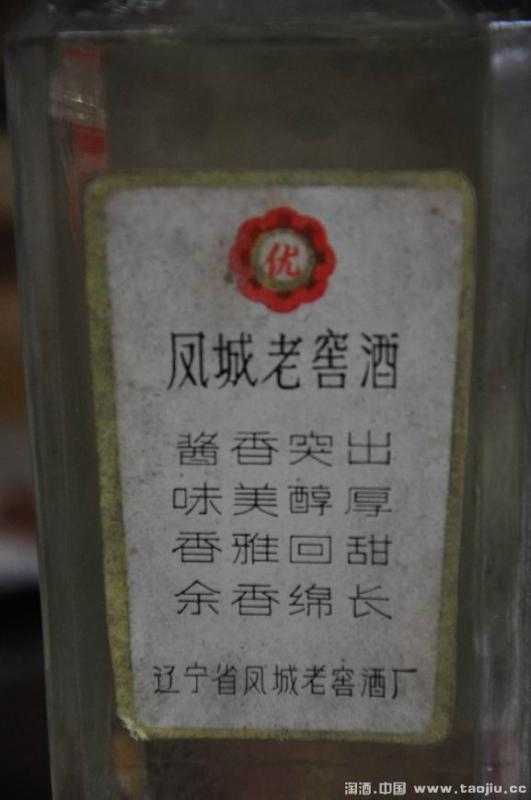 优
凤城老窖酒
酱香突出
味美醇厚
香雅回甜
余香绵长
辽宁省凤城老窖酒厂
淘酒.中国 www.taojiu.cc